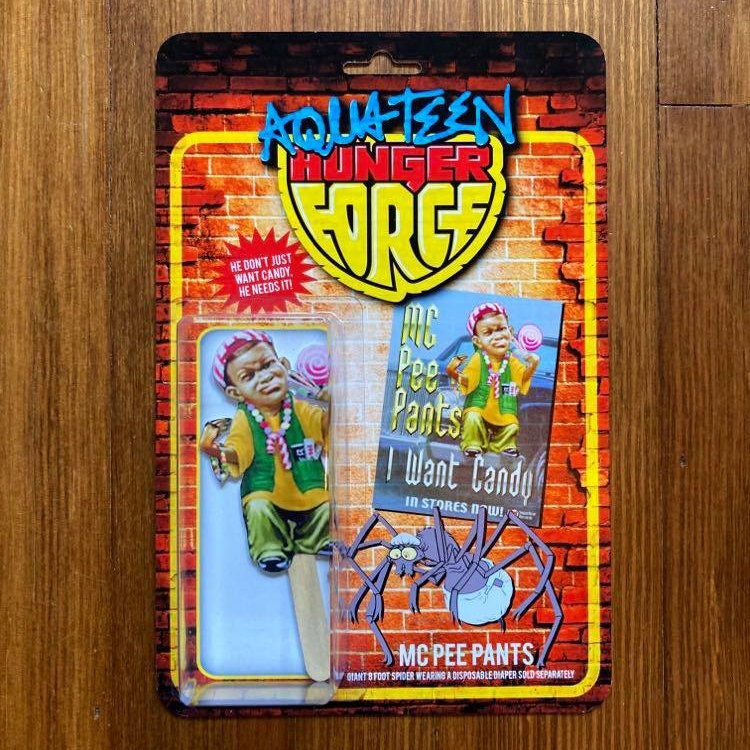 AQUA TEEN
HUNGER
FORCE
HE DON'T JUST
WANT CANDY,
HE NEEDS IT!
MC
Pee
Pants
I Want Candy
IN STORES NOW!
MC PEE PANTS
GIANT 8 FOOT SPIDER WEARING A DISPOSABLE DIAPER SOLD SEPARATELY